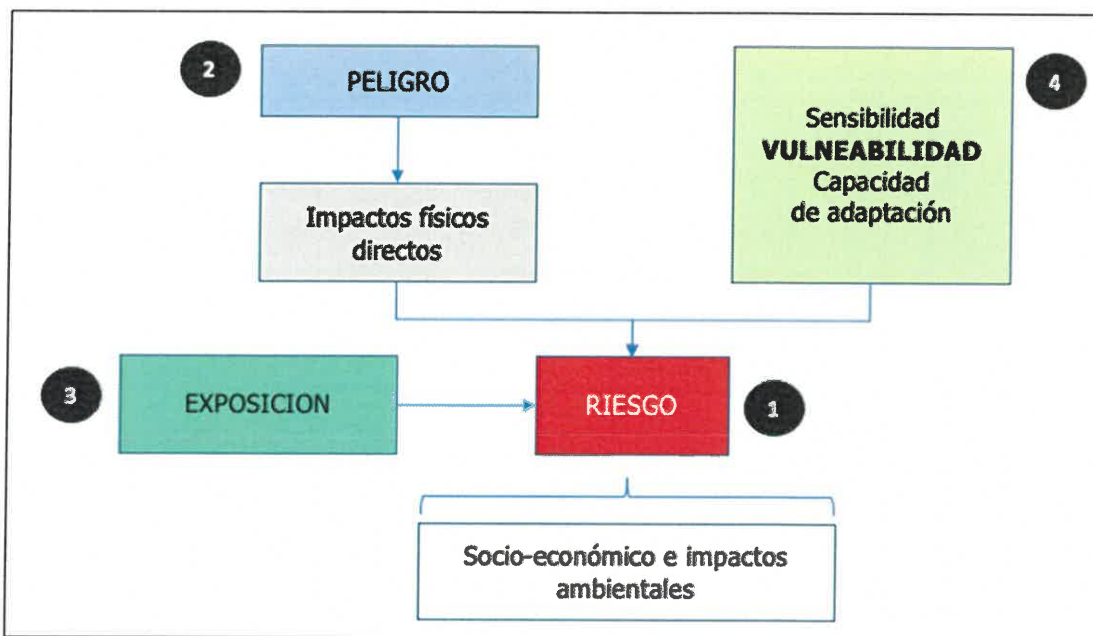 2
PELIGRO
4
Sensibilidad
VULNEABILIDAD
Capacidad
de adaptación
Impactos físicos
directos
3
EXPOSICION
RIESGO
1
Socio-económico e impactos
ambientales